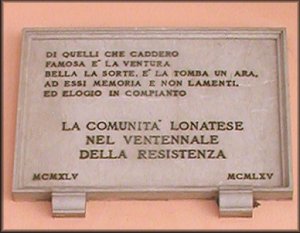 DI QUELLI CHE CADDERO
FAMOSA E' LA VENTURA
BELLA LA SORTE, E' LA TOMBA UN ARA,
AD ESSI MEMORIA E NON LAMENTI,
ED ELOGIO IN COMPIANTO
LA COMUNITA' LONATESE
NEL VENTENNALE
DELLA RESISTENZA
MCMXLV MCMLXV